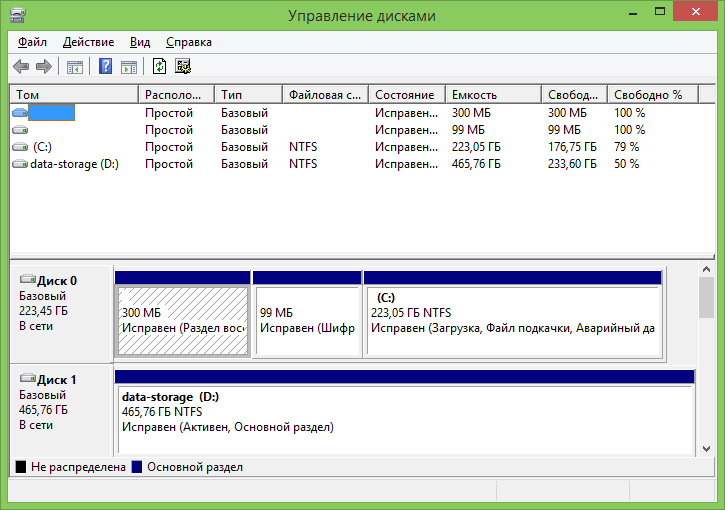 Управление дисками
Файл Действие Вид Справка
Том Располо... Тип Файловая с... Состояние Емкость Свобод... Свободно %
Простой Базовый Исправен... 300 МБ 300 МБ 100 %
Простой Базовый Исправен... 99 МБ 99 МБ 100 %
(C:) Простой Базовый NTFS Исправен... 223,05 ГБ 176,75 ГБ 79 %
data-storage (D:) Простой Базовый NTFS Исправен... 465,76 ГБ 233,60 ГБ 50 %
Диск 0
Базовый
223,45 ГБ
В сети
300 МБ
Исправен (Раздел вос
99 МБ
Исправен (Шифр
(C:)
223,05 ГБ NTFS
Исправен (Загрузка, Файл подкачки, Аварийный да
Диск 1
Базовый
465,76 ГБ
В сети
data-storage (D:)
465,76 ГБ NTFS
Исправен (Активен, Основной раздел)
Не распределена Основной раздел